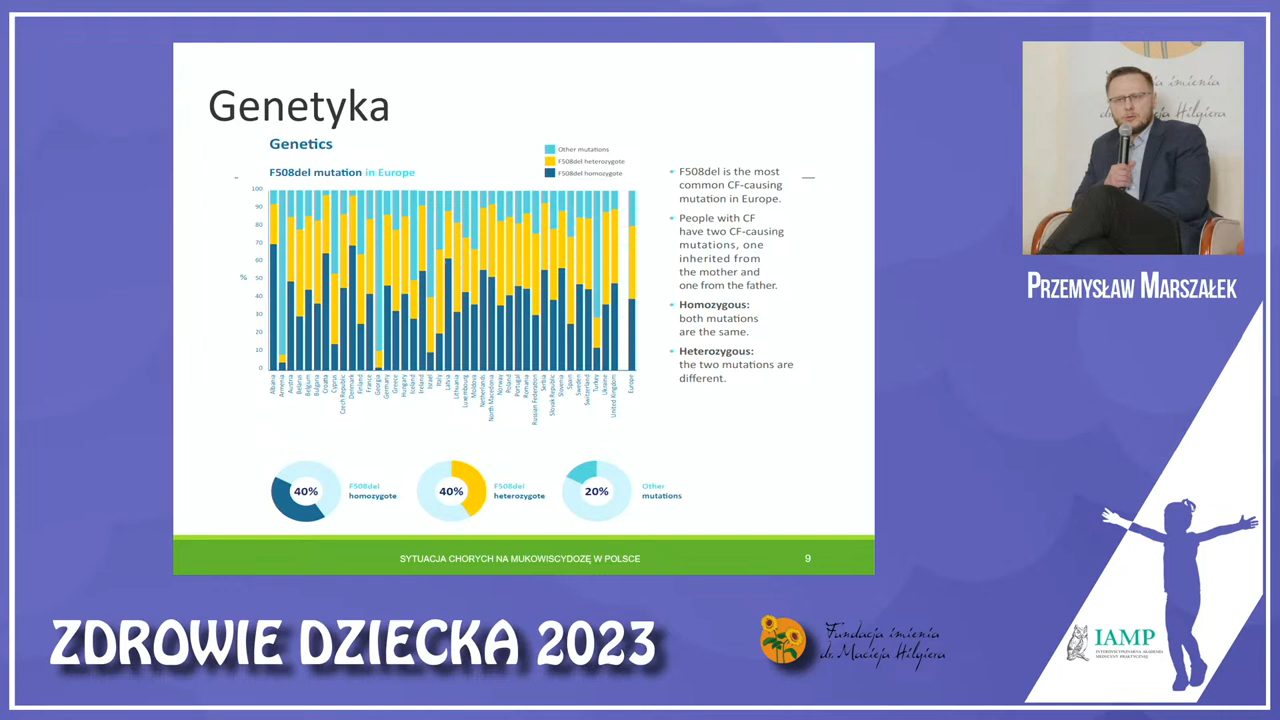 Genetyka
Genetics
F508del mutation in Europe
Other mutations
F508del heterozygote
F508del homozygote
100
90
80
70
60
50
40
30
20
10
0
%
Albania
Armenia
Austria
Belarus
Belgium
Bulgaria
Croatia
Cyprus
Czech Republic
Denmark
Finland
France
Georgia
Germany
Greece
Hungary
Iceland
Ireland
Israel
Italy
Latvia
Lithuania
Luxembourg
Moldova
Netherlands
North Macedonia
Norway
Poland
Portugal
Romania
Russian Federation
Serbia
Slovak Republic
Slovenia
Spain
Sweden
Switzerland
Turkey
Ukraine
United Kingdom
Europe
F508del is the most
common CF-causing
mutation in Europe.
People with CF
have two CF-causing
mutations, one
inherited from
the mother and
one from the father.
Homozygous:
both mutations
are the same.
Heterozygous:
the two mutations are
different.
40%
F508del
homozygote
40%
F508del
heterozygote
20%
Other
mutations
SYTUACJA CHORYCH NA MUKOWISCYDOZĘ W POLSCE
9
PRZEMYSŁAW MARSZAŁEK
ZDROWIE DZIECKA 2023
Fundacja imienia
dr. Macieja Hilgiera
IAMP
INTERDYSCYPLINARNA AKADEMIA
MEDYCYNY PRAKTYCZNEJ